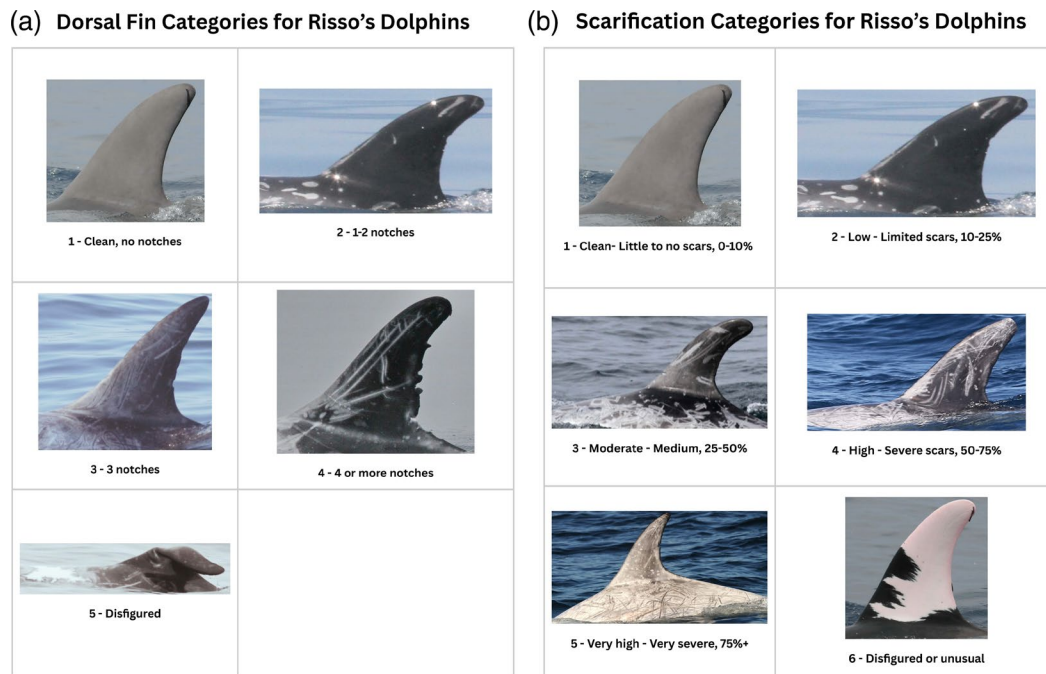 (a) Dorsal Fin Categories for Risso's Dolphins
1 - Clean, no notches
2 - 1-2 notches
3 - 3 notches
4 - 4 or more notches
5 - Disfigured
(b) Scarification Categories for Risso's Dolphins
1 - Clean- Little to no scars, 0-10%
2 - Low - Limited scars, 10-25%
3 - Moderate - Medium, 25-50%
4 - High - Severe scars, 50-75%
5 - Very high - Very severe, 75%+
6 - Disfigured or unusual